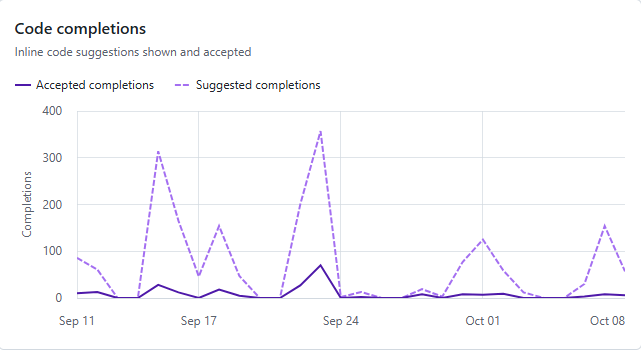 Code completions
Inline code suggestions shown and accepted
Accepted completions Suggested completions
400
300
200
100
0
Completions
Sep 11 Sep 17 Sep 24 Oct 01 Oct 08